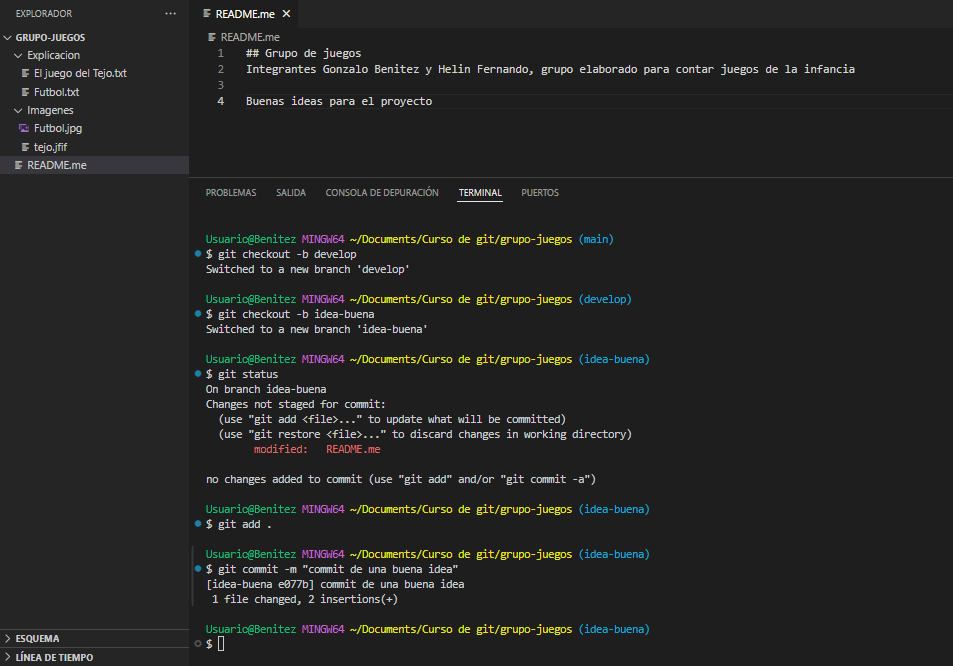 EXPLORADOR
GRUPO-JUEGOS
Explicacion
El juego del Tejo.txt
Futbol.txt
Imagenes
Futbol.jpg
tejo.jfif
README.me
ESQUEMA
LÍNEA DE TIEMPO
README.me
README.me
1 ## Grupo de juegos
2 Integrantes Gonzalo Benitez y Helin Fernando, grupo elaborado para contar juegos de la infancia
3
4 Buenas ideas para el proyecto
PROBLEMAS SALIDA CONSOLA DE DEPURACIÓN TERMINAL PUERTOS
Usuario@Benitez MINGW64 ~/Documents/Curso de git/grupo-juegos (main)
$ git checkout -b develop
Switched to a new branch 'develop'
Usuario@Benitez MINGW64 ~/Documents/Curso de git/grupo-juegos (develop)
$ git checkout -b idea-buena
Switched to a new branch 'idea-buena'
Usuario@Benitez MINGW64 ~/Documents/Curso de git/grupo-juegos (idea-buena)
$ git status
On branch idea-buena
Changes not staged for commit:
(use "git add <file>..." to update what will be committed)
(use "git restore <file>..." to discard changes in working directory)
modified: README.me
no changes added to commit (use "git add" and/or "git commit -a")
Usuario@Benitez MINGW64 ~/Documents/Curso de git/grupo-juegos (idea-buena)
$ git add .
Usuario@Benitez MINGW64 ~/Documents/Curso de git/grupo-juegos (idea-buena)
$ git commit -m "commit de una buena idea"
[idea-buena e077b] commit de una buena idea
1 file changed, 2 insertions(+)
Usuario@Benitez MINGW64 ~/Documents/Curso de git/grupo-juegos (idea-buena)
$